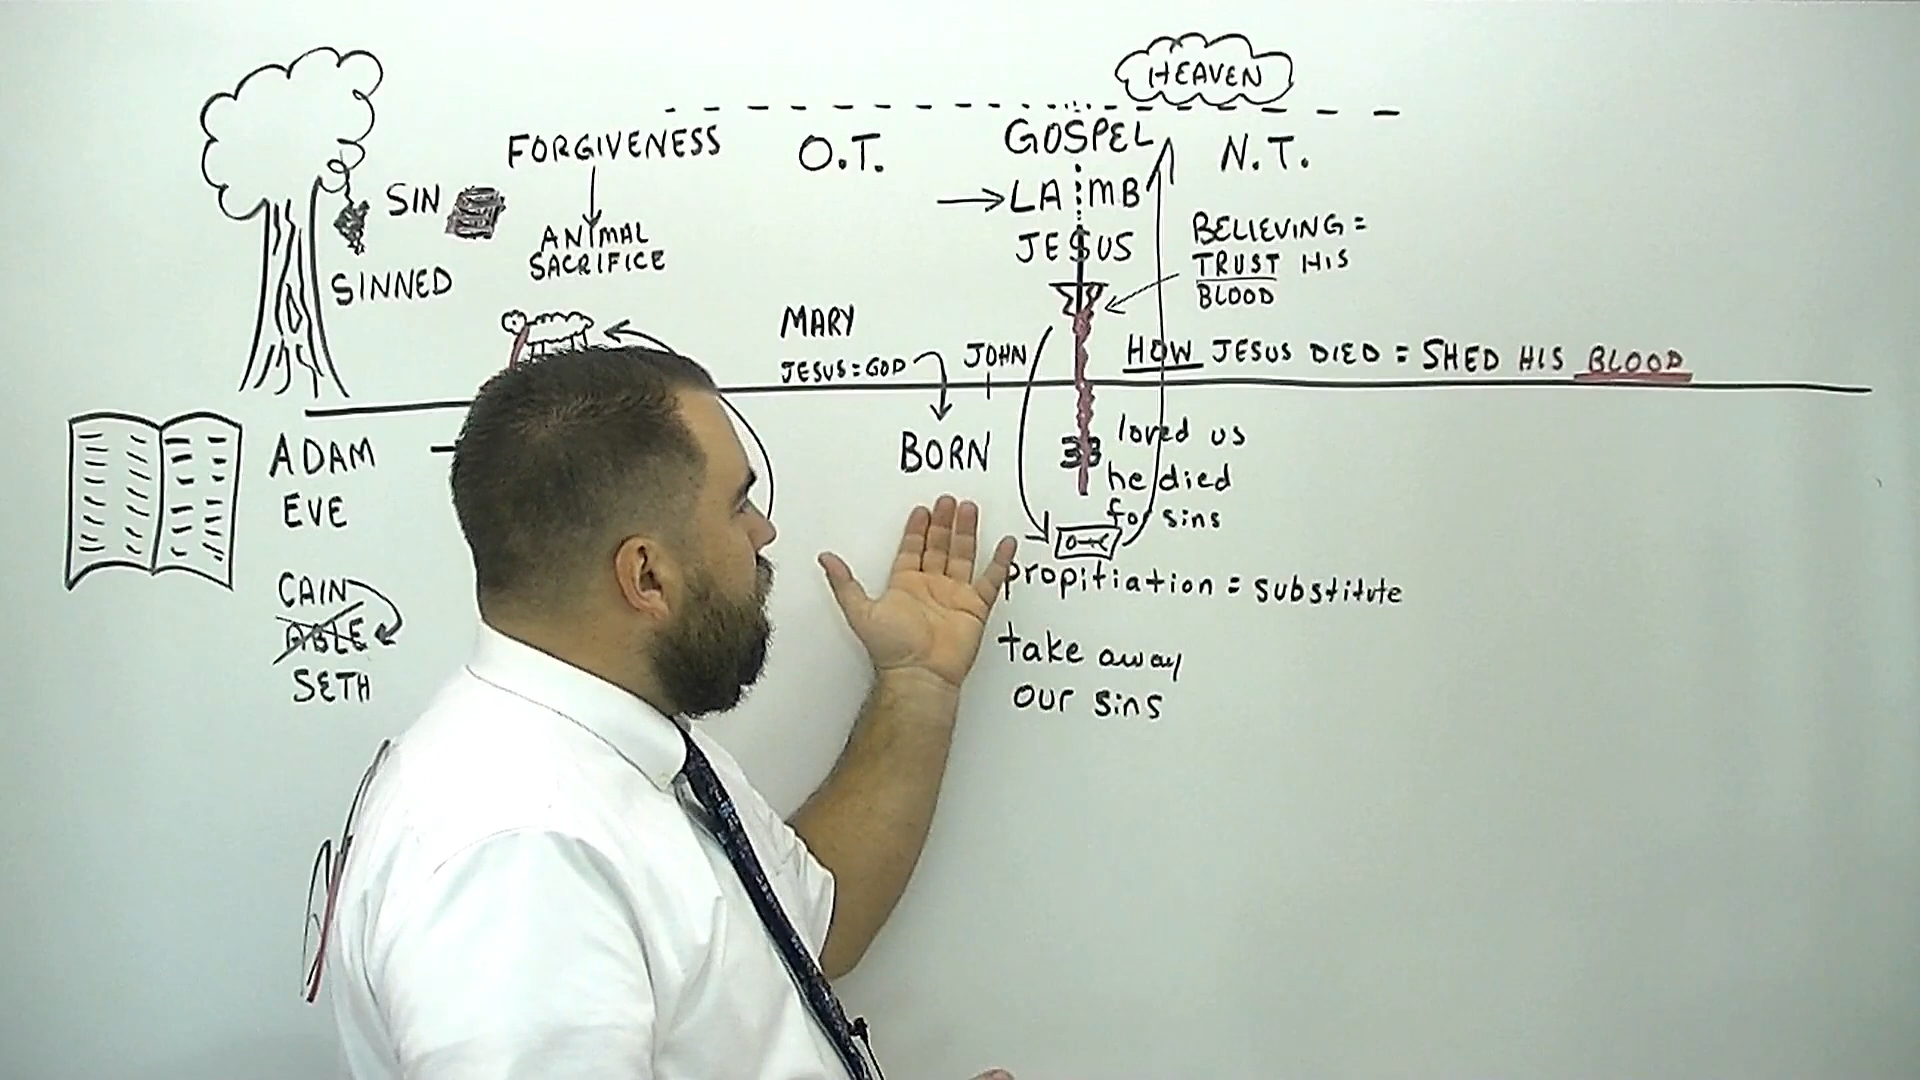 HEAVEN
FORGIVENESS
O.T.
GOSPEL
N.T.
SIN
LAMB
ANIMAL
SACRIFICE
JESUS
BELIEVING =
TRUST HIS
BLOOD
SINNED
MARY
JESUS = GOD
JOHN
HOW JESUS DIED = SHED HIS BLOOD
ADAM
EVE
BORN
33
loved us
he died
for sins
CAIN
ABLE
SETH
propitiation = substitute
take away
our sins